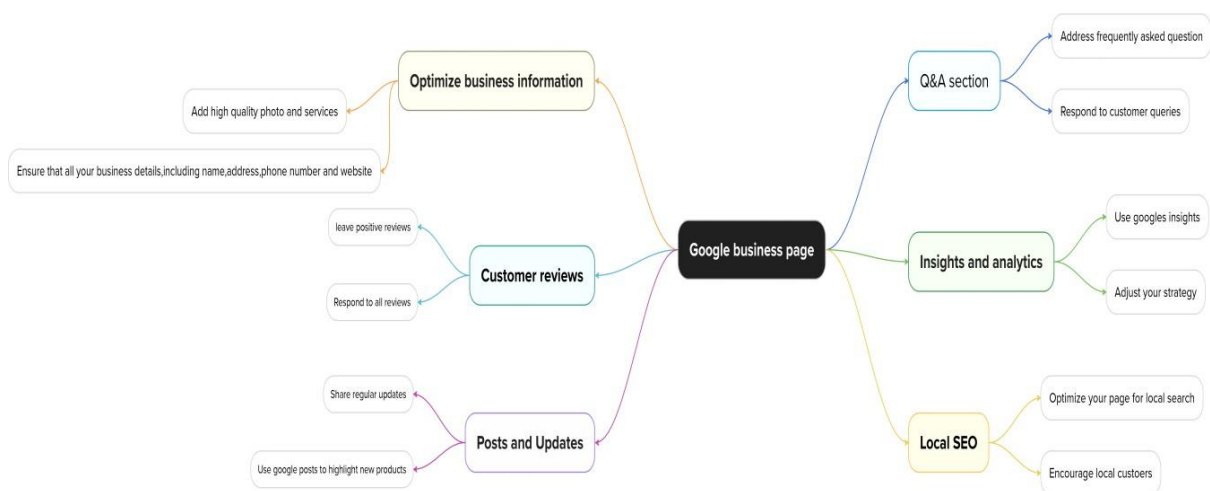 Google business page
Optimize business information
Add high quality photo and services
Ensure that all your business details,including name,address,phone number and website
Customer reviews
leave positive reviews
Respond to all reviews
Posts and Updates
Share regular updates
Use google posts to highlight new products
Q&A section
Address frequently asked question
Respond to customer queries
Insights and analytics
Use googles insights
Adjust your strategy
Local SEO
Optimize your page for local search
Encourage local custoers